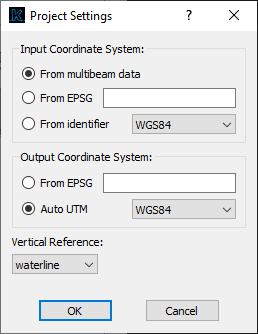 Project Settings
Input Coordinate System:
From multibeam data
From EPSG
From identifier WGS84
Output Coordinate System:
From EPSG
Auto UTM WGS84
Vertical Reference:
waterline
OK Cancel